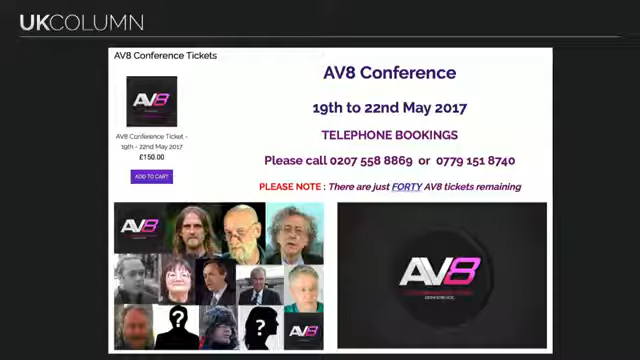 UKCOLUMN
AV8 Conference Tickets
AV8
AV8 Conference Ticket -
19th - 22nd May 2017
£150.00
ADD TO CART
AV8 Conference
19th to 22nd May 2017
TELEPHONE BOOKINGS
Please call 0207 558 8869 or 0779 151 8740
PLEASE NOTE : There are just FORTY AV8 tickets remaining
AV8
AV8
? ?
AV8